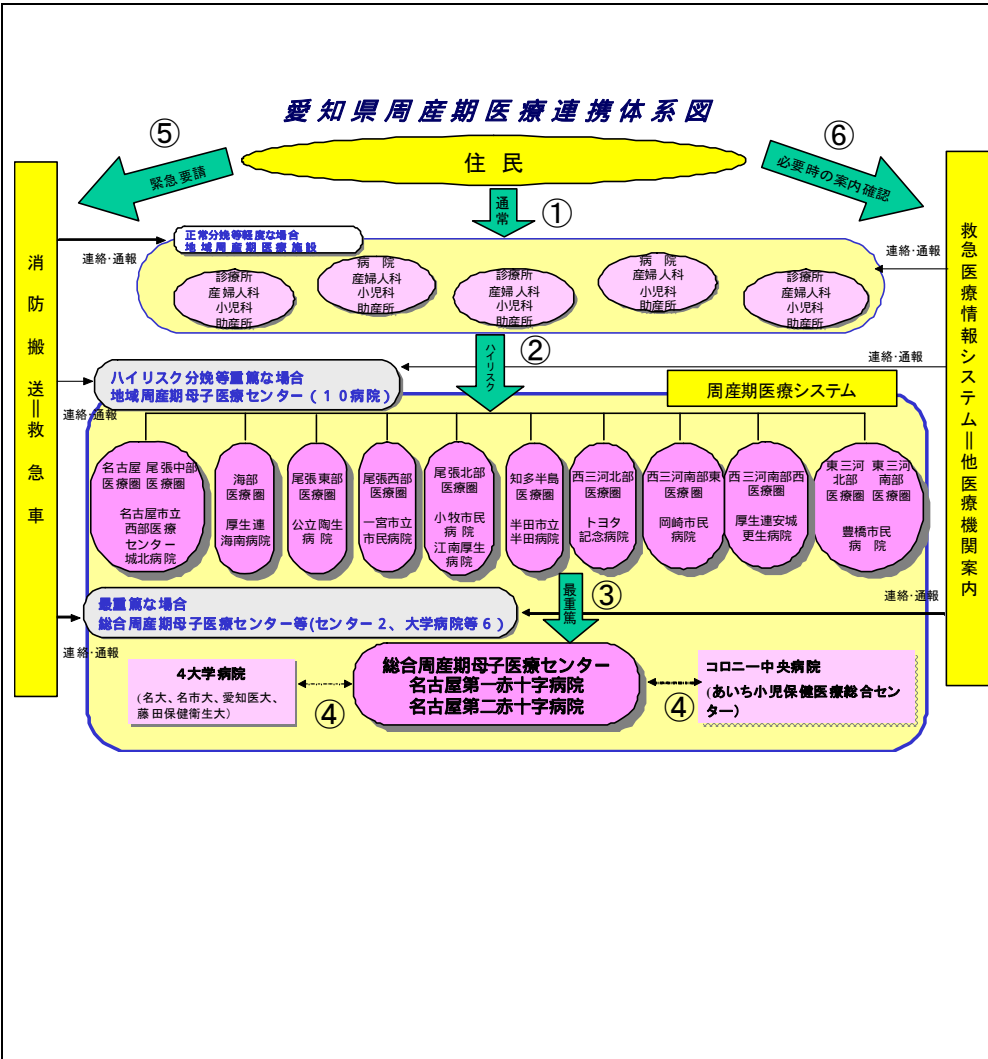 愛知県周産期医療連携体系図
⑤
⑥
住民
緊急要請
必要時の案内確認
通常
①
消防搬送＝救急車
救急医療情報システム＝他医療機関案内
正常分娩等軽度な場合
地域周産期医療施設
連絡・通報
連絡・通報
診療所
産婦人科
小児科
助産所
病院
産婦人科
小児科
助産所
診療所
産婦人科
小児科
助産所
病院
産婦人科
小児科
助産所
診療所
産婦人科
小児科
助産所
ハイリスク
②
連絡・通報
ハイリスク分娩等重篤な場合
地域周産期母子医療センター（１０病院）
周産期医療システム
連絡・通報
名古屋 尾張中部
医療圏 医療圏
名古屋市立
西部医療
センター
城北病院
海部
医療圏
厚生連
海南病院
尾張東部
医療圏
公立陶生
病院
尾張西部
医療圏
一宮市立
市民病院
尾張北部
医療圏
小牧市民
病院
江南厚生
病院
知多半島
医療圏
半田市立
半田病院
西三河北部
医療圏
トヨタ
記念病院
西三河南部東
医療圏
岡崎市民
病院
西三河南部西
医療圏
厚生連安城
更生病院
東三河 東三河
北部 南部
医療圏 医療圏
豊橋市民
病院
最重篤
③
連絡・通報
最重篤な場合
総合周産期母子医療センター等(センター２、大学病院等６）
連絡・通報
４大学病院
（名大、名市大、愛知医大、
藤田保健衛生大）
④
総合周産期母子医療センター
名古屋第一赤十字病院
名古屋第二赤十字病院
④
コロニー中央病院
（あいち小児保健医療総合セン
ター）